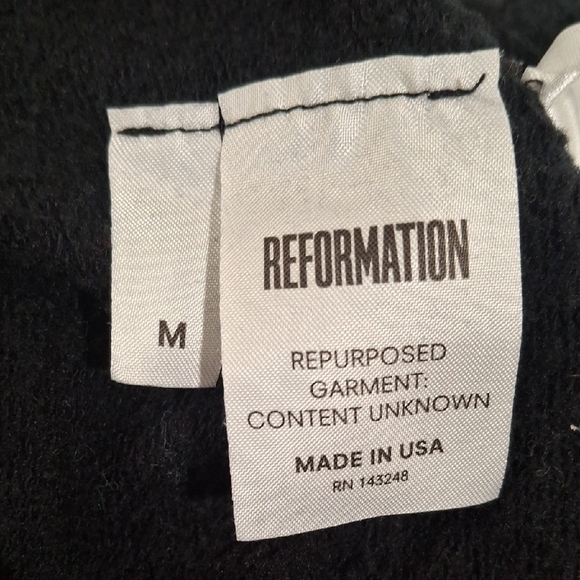 M
REFORMATION
REPURPOSED
GARMENT:
CONTENT UNKNOWN
MADE IN USA
RN 143248